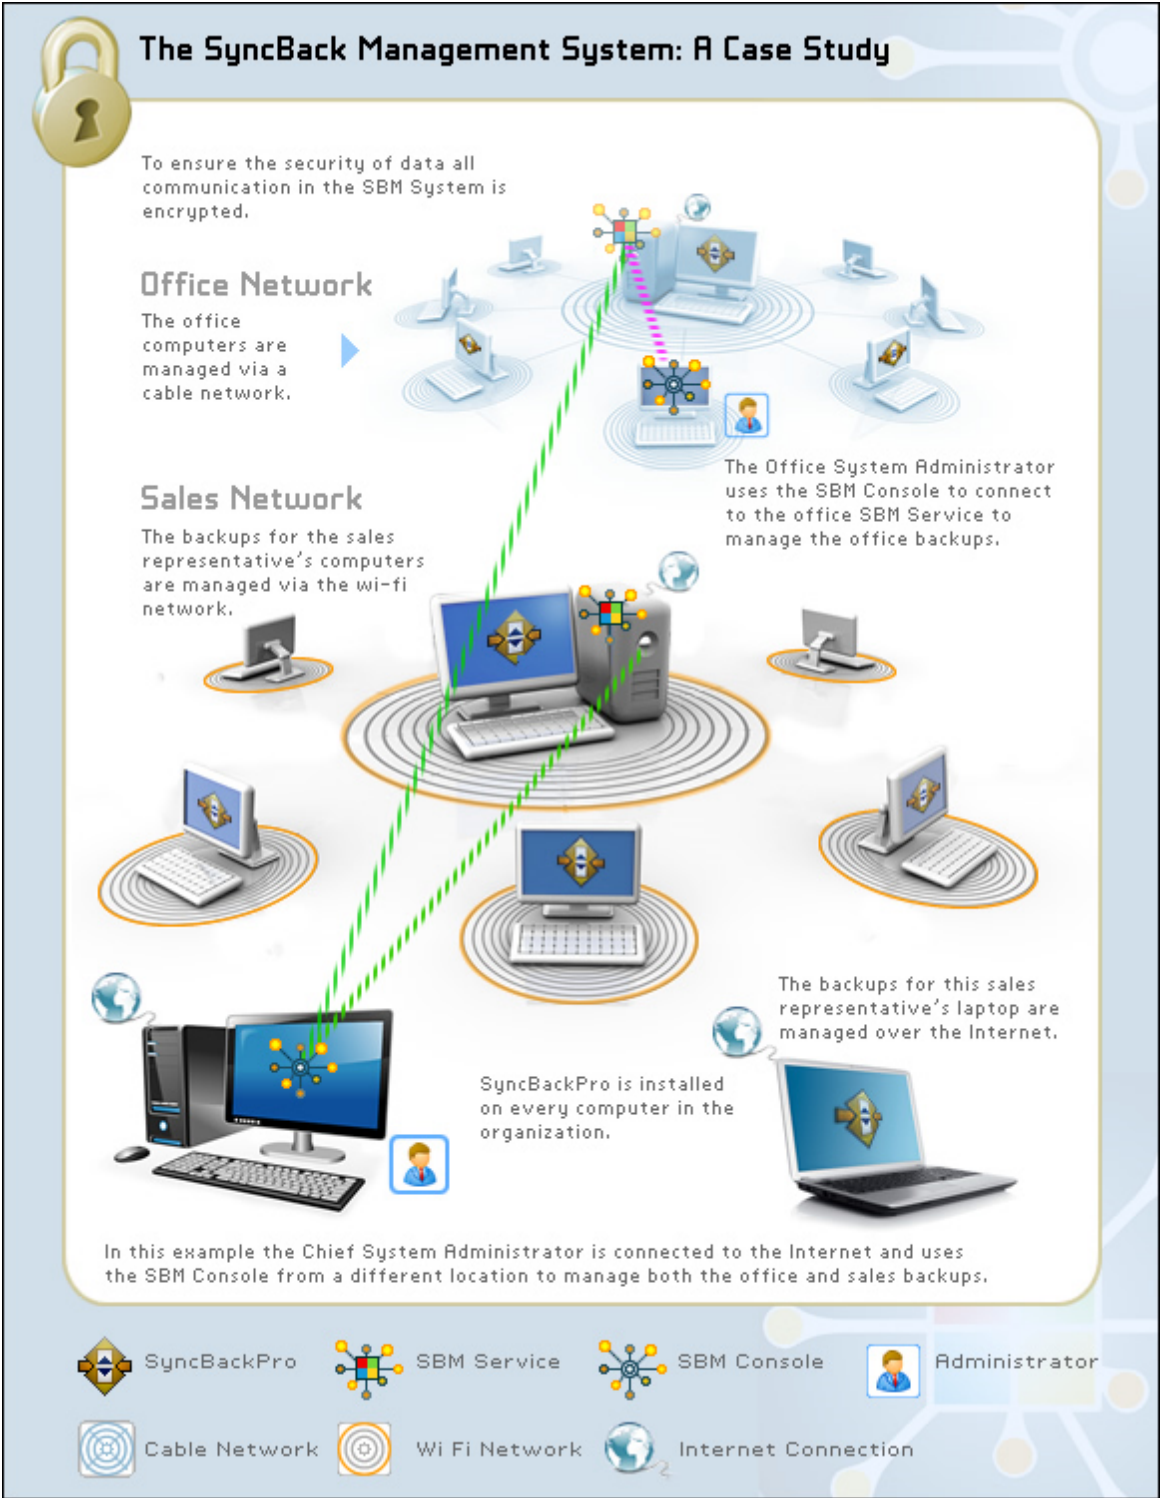 The SyncBack Management System: A Case Study
To ensure the security of data all
communication in the SBM System is
encrypted.
Office Network
The office
computers are
managed via a
cable network.
The Office System Administrator
uses the SBM Console to connect
to the office SBM Service to
manage the office backups.
Sales Network
The backups for the sales
representative's computers
are managed via the wi-fi
network.
The backups for this sales
representative's laptop are
managed over the Internet.
SyncBackPro is installed
on every computer in the
organization.
In this example the Chief System Administrator is connected to the Internet and uses
the SBM Console from a different location to manage both the office and sales backups.
SyncBackPro
SBM Service
SBM Console
Administrator
Cable Network
Wi Fi Network
Internet Connection